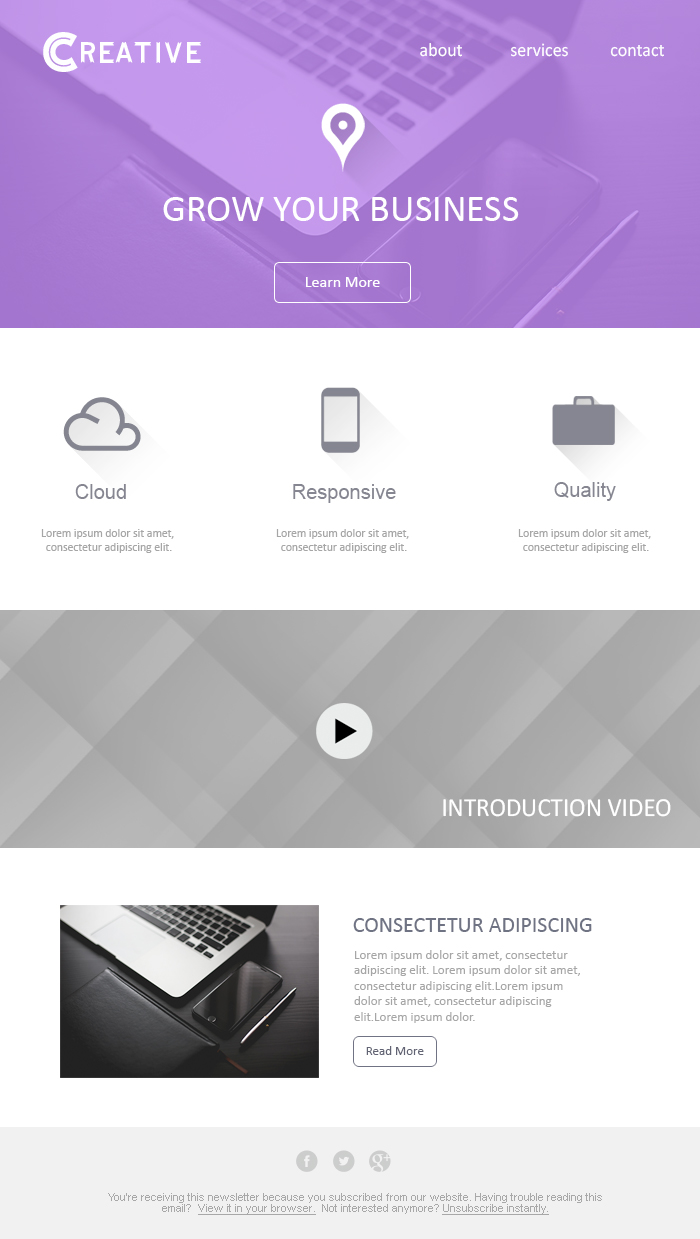 CREATIVE
about services contact
GROW YOUR BUSINESS
Learn More
Cloud
Responsive
Quality
Lorem ipsum dolor sit amet,
consectetur adipiscing elit.
Lorem ipsum dolor sit amet,
consectetur adipiscing elit.
Lorem ipsum dolor sit amet,
consectetur adipiscing elit.
INTRODUCTION VIDEO
CONSECTETUR ADIPISCING
Lorem ipsum dolor sit amet, consectetur
adipiscing elit. Lorem ipsum dolor sit amet,
consectetur adipiscing elit.Lorem ipsum
dolor sit amet, consectetur adipiscing
elit.Lorem ipsum dolor.
Read More
You're receiving this newsletter because you subscribed from our website. Having trouble reading this
email? View it in your browser. Not interested anymore? Unsubscribe instantly.